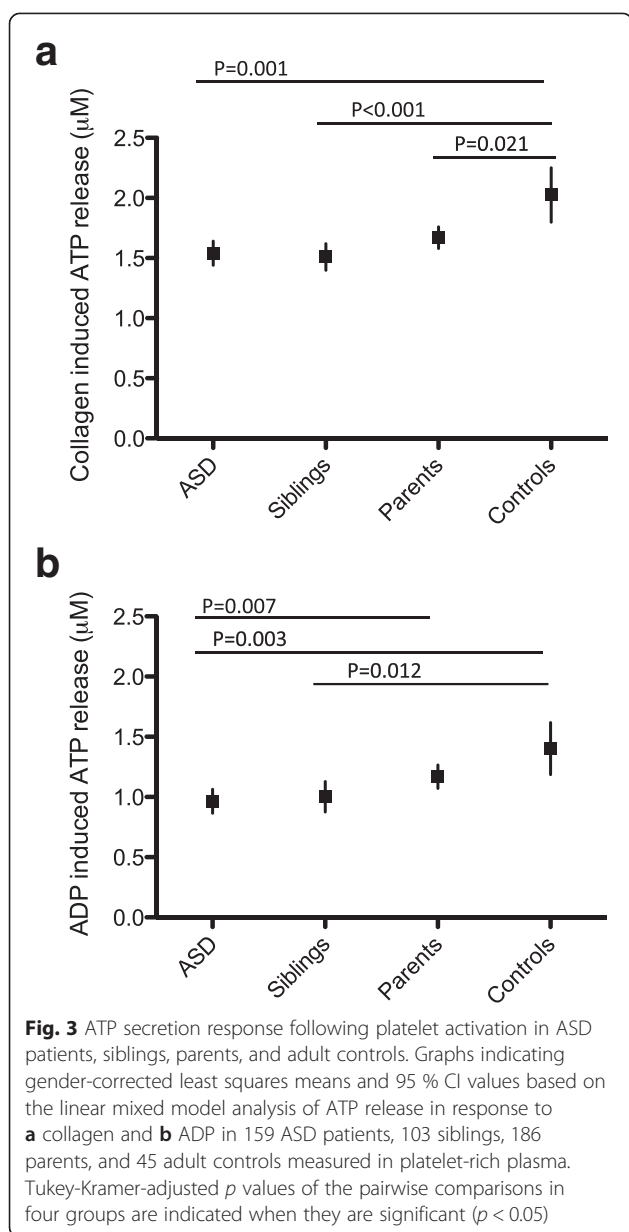 a
P=0.001
P<0.001
P=0.021
Collagen induced ATP release (μM)
2.5
2.0
1.5
1.0
0.5
0.0
ASD
Siblings
Parents
Controls
b
P=0.007
P=0.003
P=0.012
ADP induced ATP release (μM)
2.5
2.0
1.5
1.0
0.5
0.0
ASD
Siblings
Parents
Controls
Fig. 3 ATP secretion response following platelet activation in ASD
patients, siblings, parents, and adult controls. Graphs indicating
gender-corrected least squares means and 95 % CI values based on
the linear mixed model analysis of ATP release in response to
a collagen and b ADP in 159 ASD patients, 103 siblings, 186
parents, and 45 adult controls measured in platelet-rich plasma.
Tukey-Kramer-adjusted p values of the pairwise comparisons in
four groups are indicated when they are significant (p < 0.05)